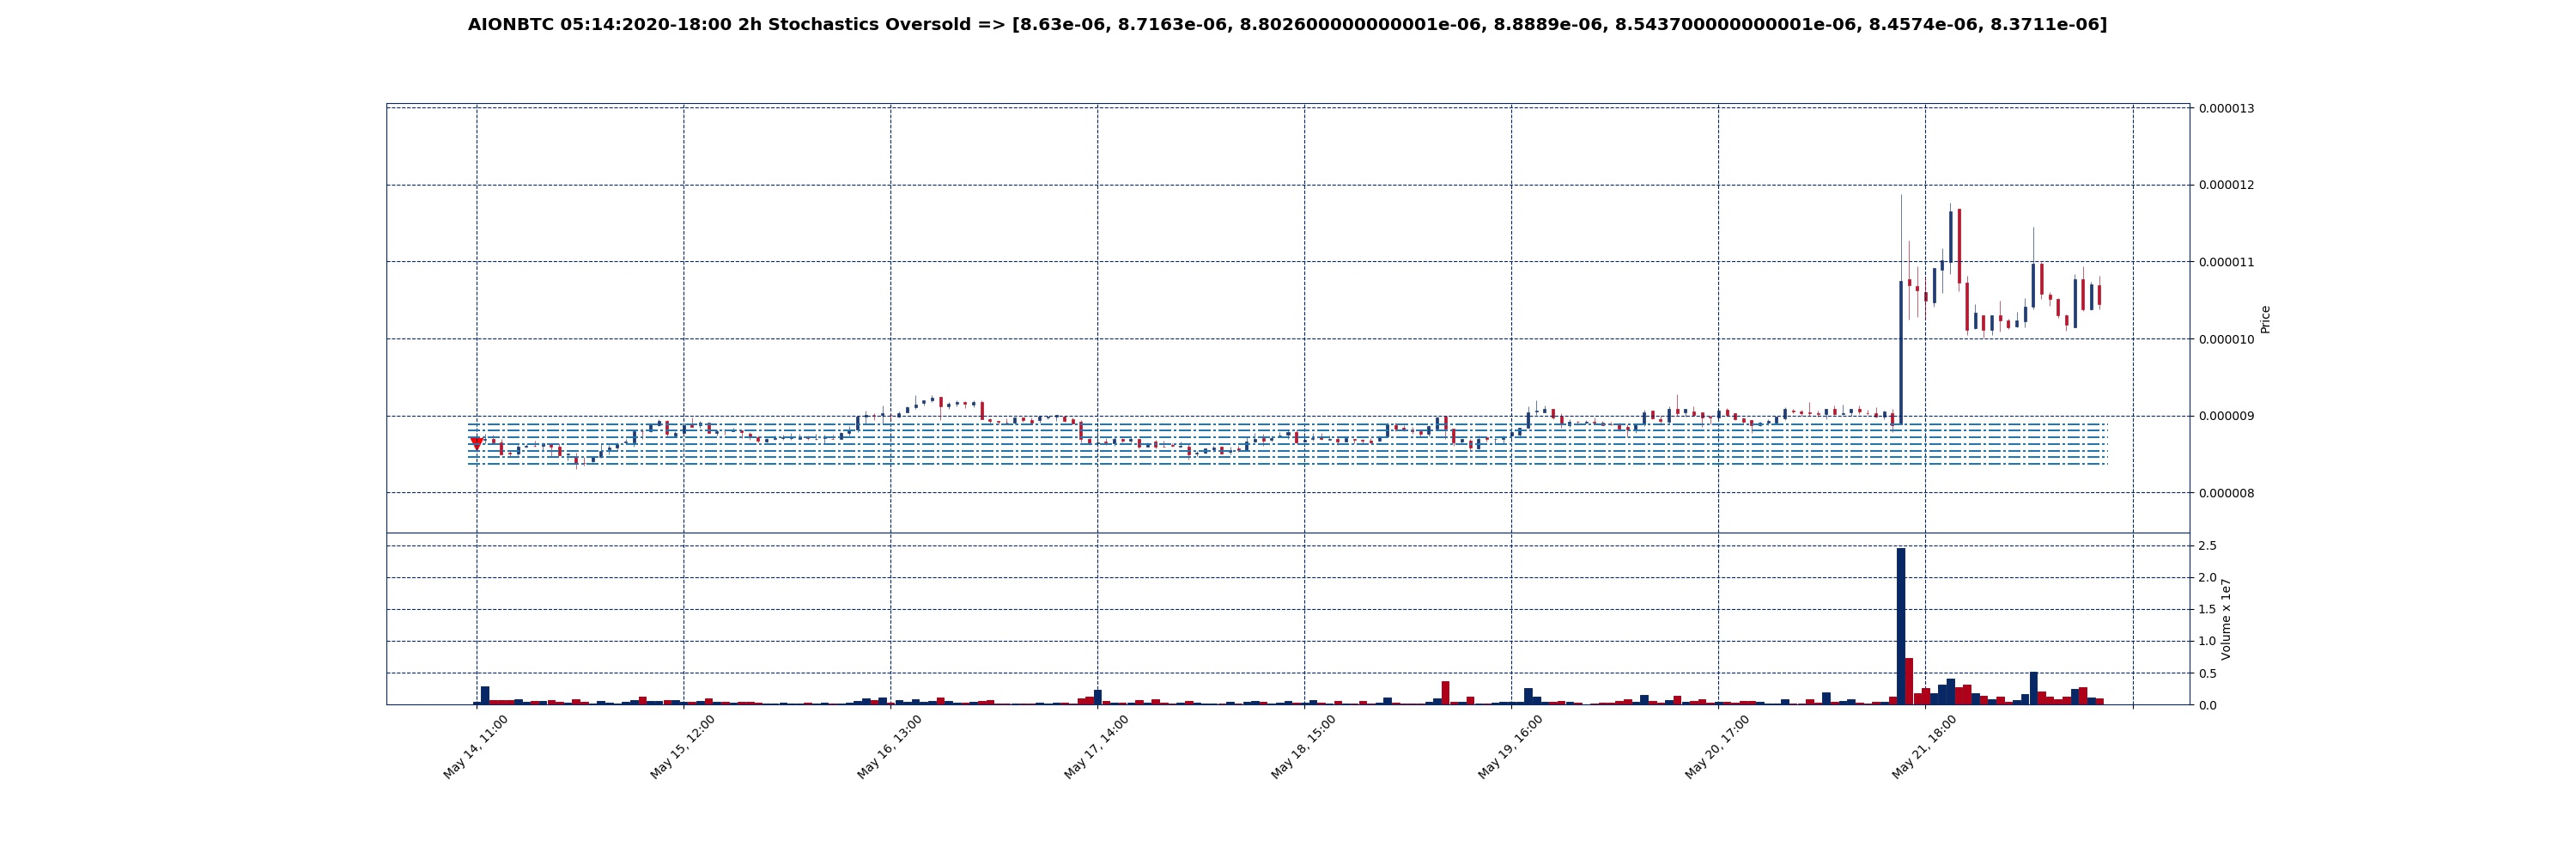 AIONBTC 05:14:2020-18:00 2h Stochastics Oversold => [8.63e-06, 8.7163e-06, 8.802600000000001e-06, 8.8889e-06, 8.543700000000001e-06, 8.4574e-06, 8.3711e-06]
0.000013
0.000012
0.000011
0.000010
0.000009
0.000008
Price
2.5
2.0
1.5
1.0
0.5
0.0
Volume x 1e7
May 14, 11:00
May 15, 12:00
May 16, 13:00
May 17, 14:00
May 18, 15:00
May 19, 16:00
May 20, 17:00
May 21, 18:00